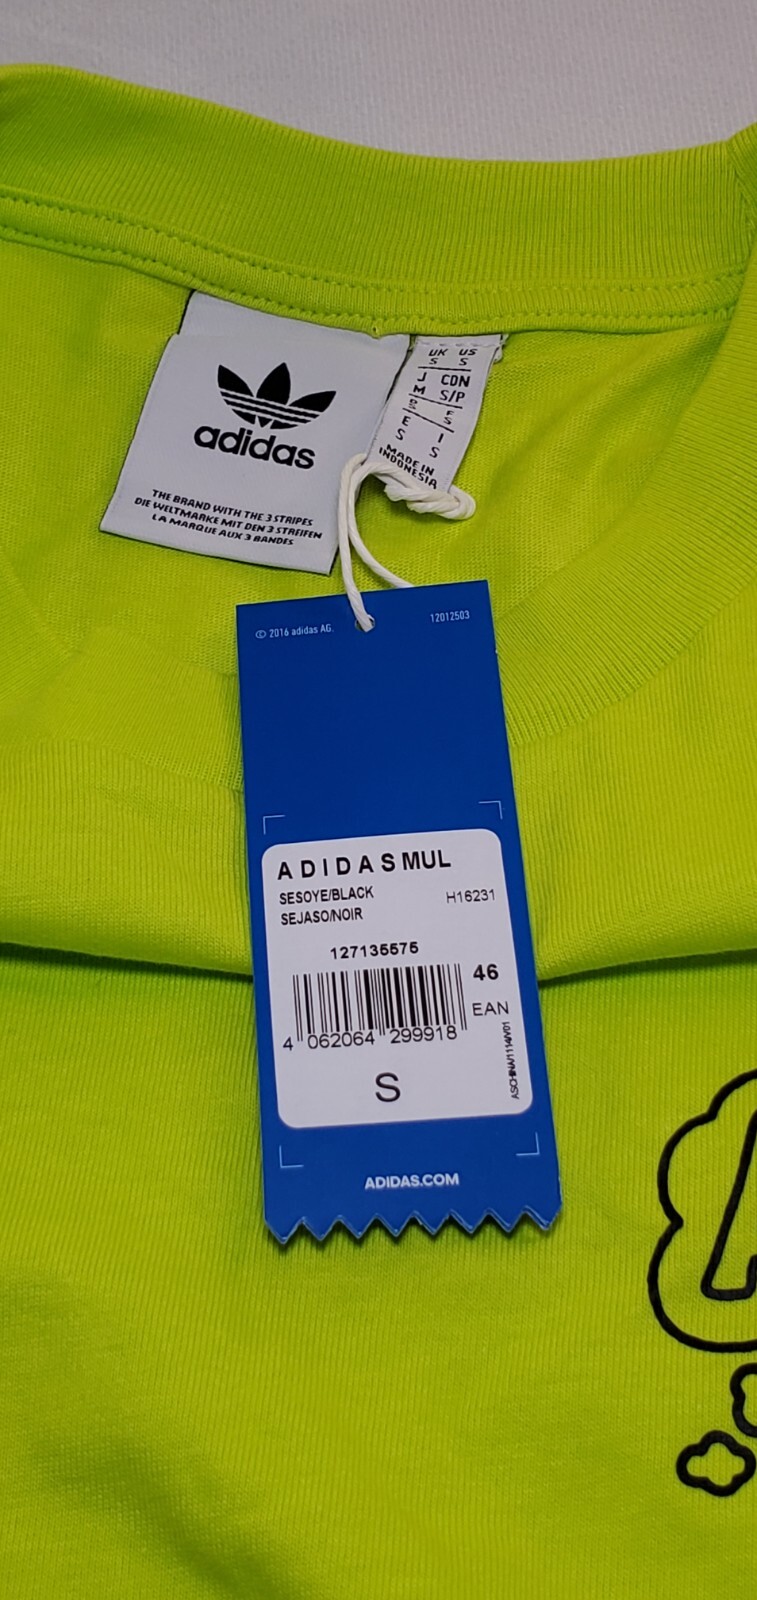 adidas
THE BRAND WITH THE 3 STRIPES
DIE WELTMARKE MIT DEN 3 STREIFEN
LA MARQUE AUX 3 BANDES
UK US
S S
J CDN
M S/P
E I
S S
MADE IN
INDONESIA
© 2016 adidas AG.
12012503
A D I D A S MUL
SESOYE/BLACK
H16231
SEJASO/NOIR
127135575
46
EAN
4 062064 299918
S
ADIDAS.COM